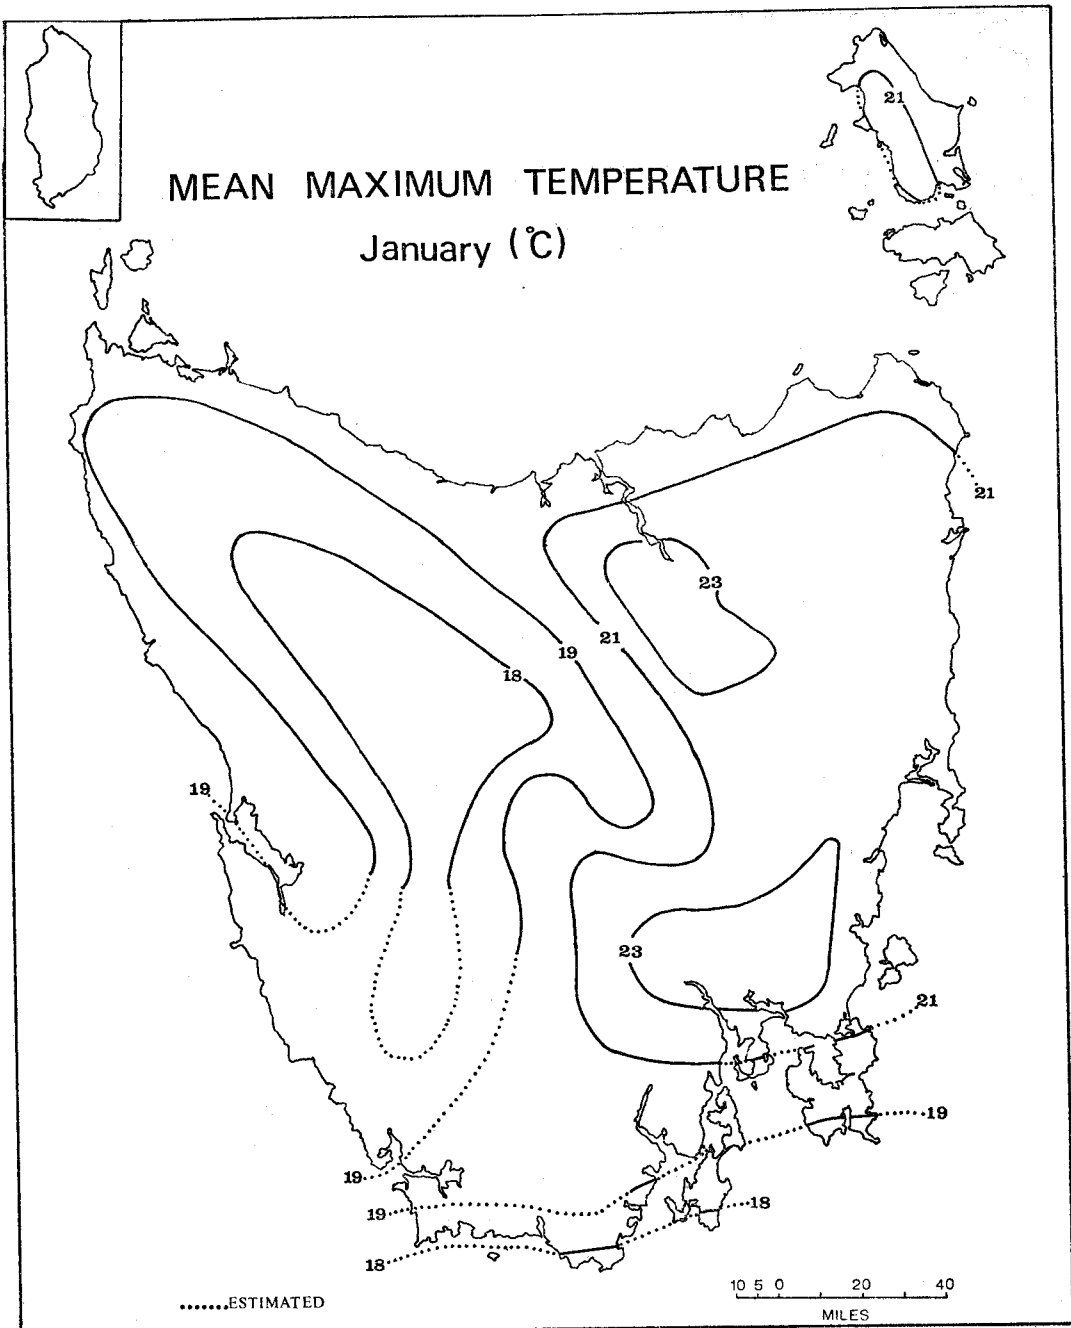 21
MEAN MAXIMUM TEMPERATURE
January (°C)
21
23
21
19
18
19
23
21
19
19
18
19
18
.......ESTIMATED
10 5 0 20 40
MILES